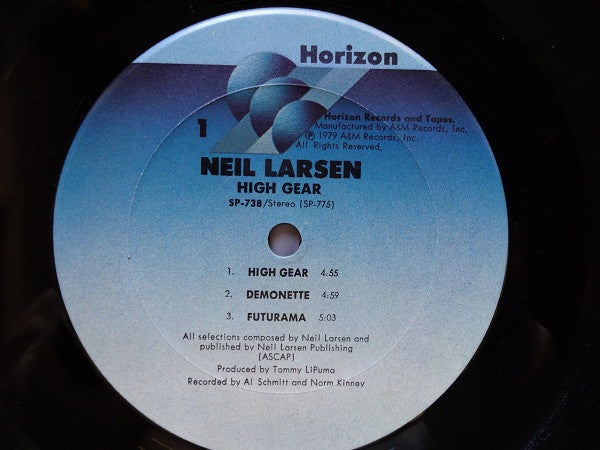 Horizon
Horizon Records and Tapes.
Manufactured by A&M Records, Inc.
℗ 1979 A&M Records, Inc.
All Rights Reserved.
1
NEIL LARSEN
HIGH GEAR
SP-738/Stereo (SP-775)
1. HIGH GEAR 4:55
2. DEMONETTE 4:59
3. FUTURAMA 5:03
All selections composed by Neil Larsen and
published by Neil Larsen Publishing
(ASCAP)
Produced by Tommy LiPuma
Recorded by Al Schmitt and Norm Kinney